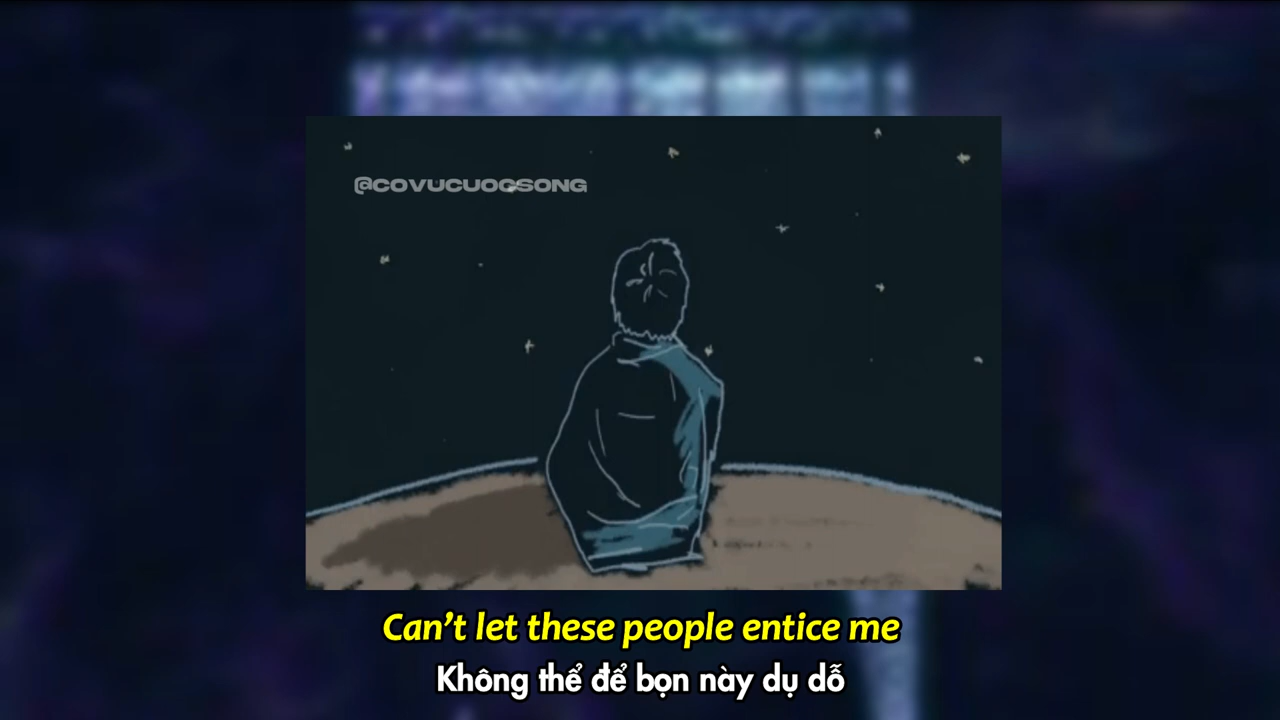 @COVUCUOCSONG
Can’t let these people entice me
Không thể để bọn này dụ dỗ